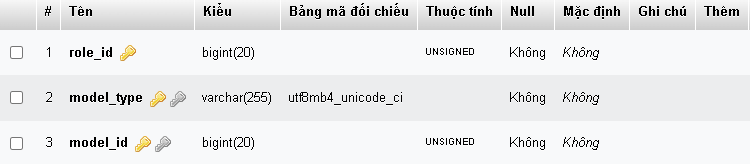 # Tên Kiểu Bảng mã đối chiếu Thuộc tính Null Mặc định Ghi chú Thêm
1 role_id bigint(20) UNSIGNED Không Không
2 model_type varchar(255) utf8mb4_unicode_ci Không Không
3 model_id bigint(20) UNSIGNED Không Không